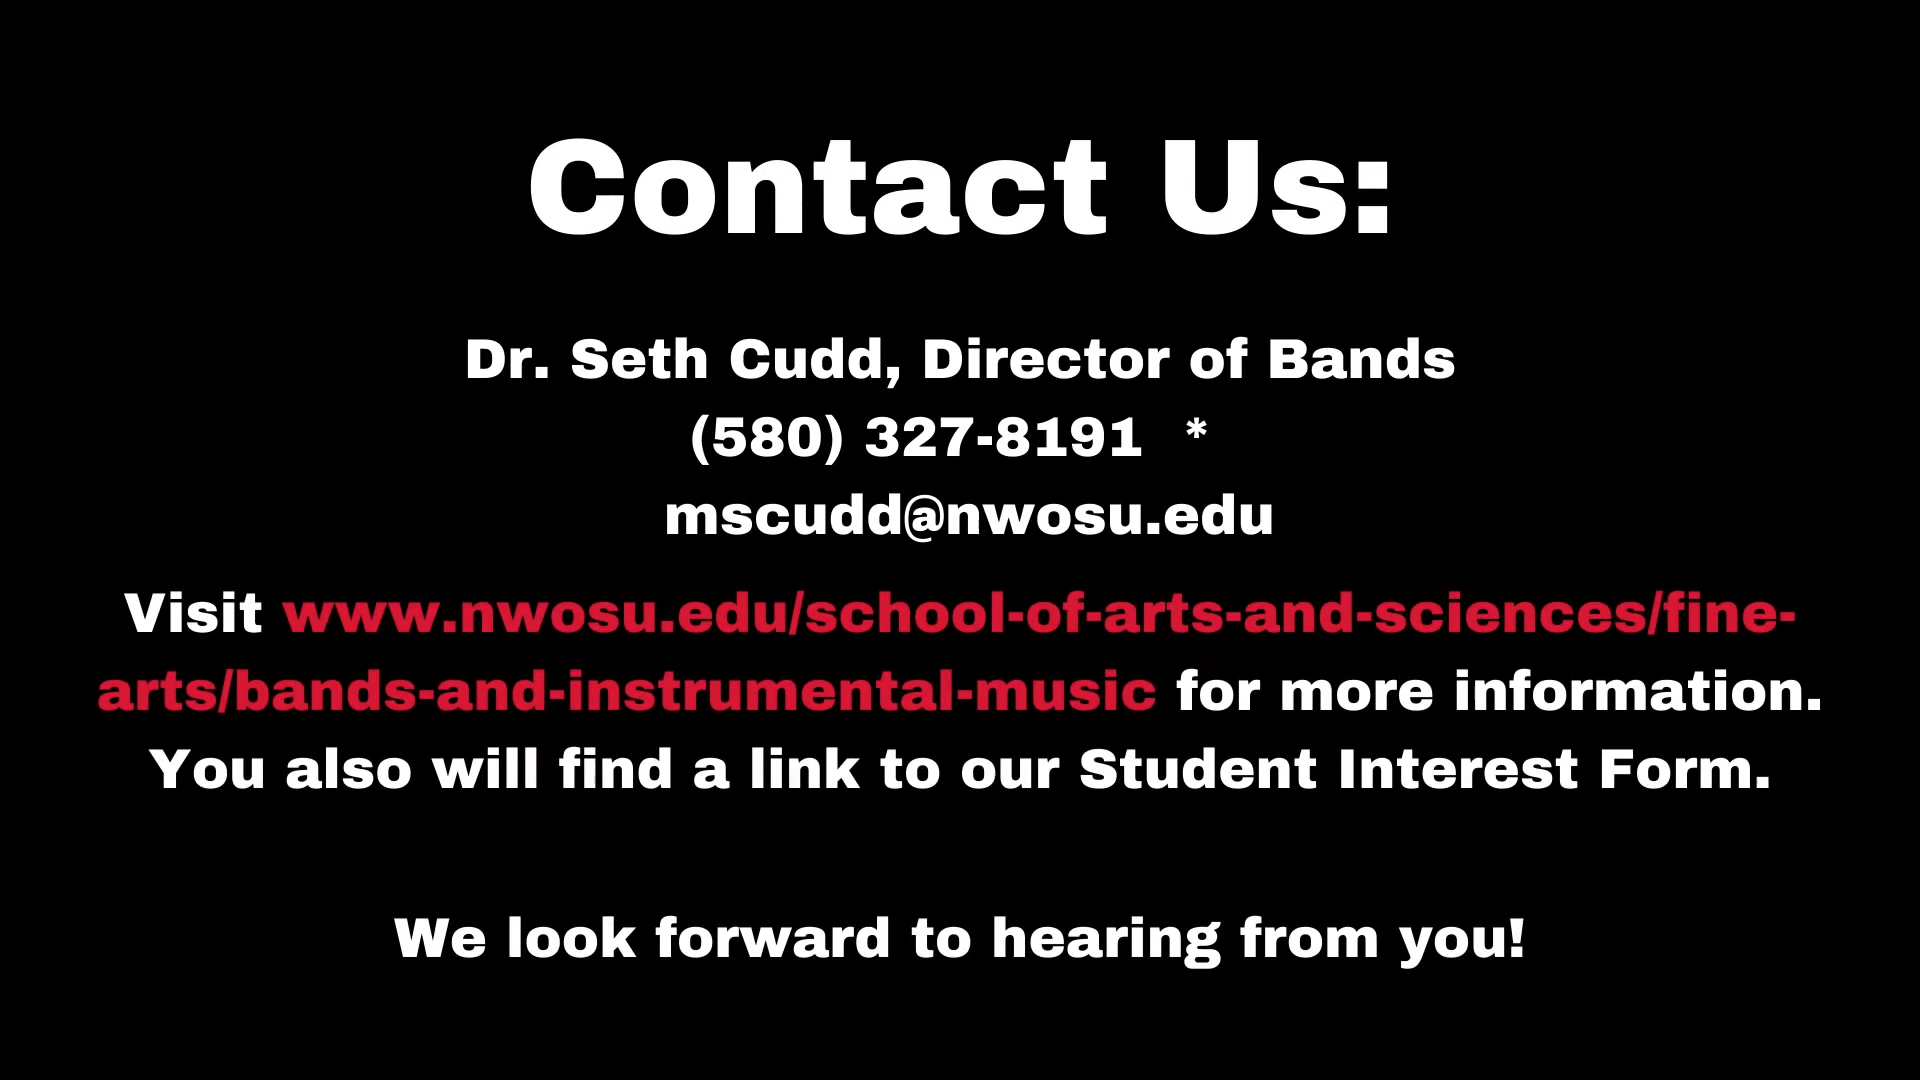 Contact Us:
Dr. Seth Cudd, Director of Bands
(580) 327-8191 *
mscudd@nwosu.edu
Visit www.nwosu.edu/school-of-arts-and-sciences/fine-
arts/bands-and-instrumental-music for more information.
You also will find a link to our Student Interest Form.
We look forward to hearing from you!